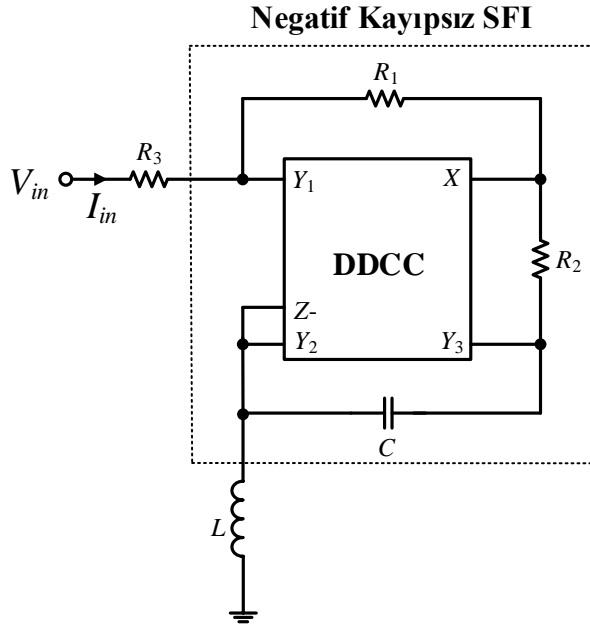 Negatif Kayıpsız SFI
R1
R3
Vin
Iin
Y1
X
DDCC
R2
Z-
Y2
Y3
C
L